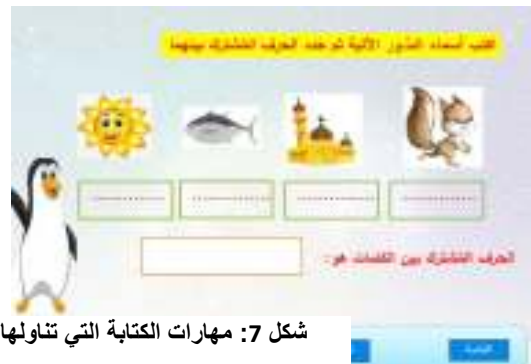 اكتب أسماء الصور الآتية ثم حدد الحرف المشترك بينهما
الحرف المشترك بين الكلمات هو:
شكل 7: مهارات الكتابة التي تناولها